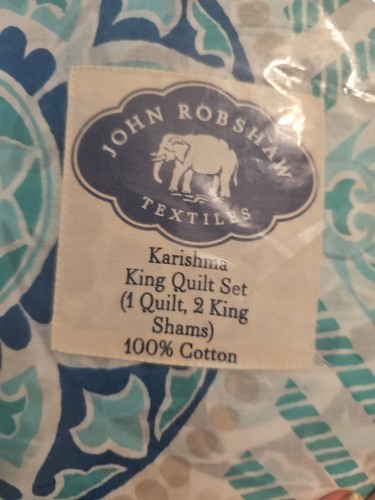 JOHN ROBSHAW
TEXTILES
Karishma
King Quilt Set
(1 Quilt, 2 King
Shams)
100% Cotton